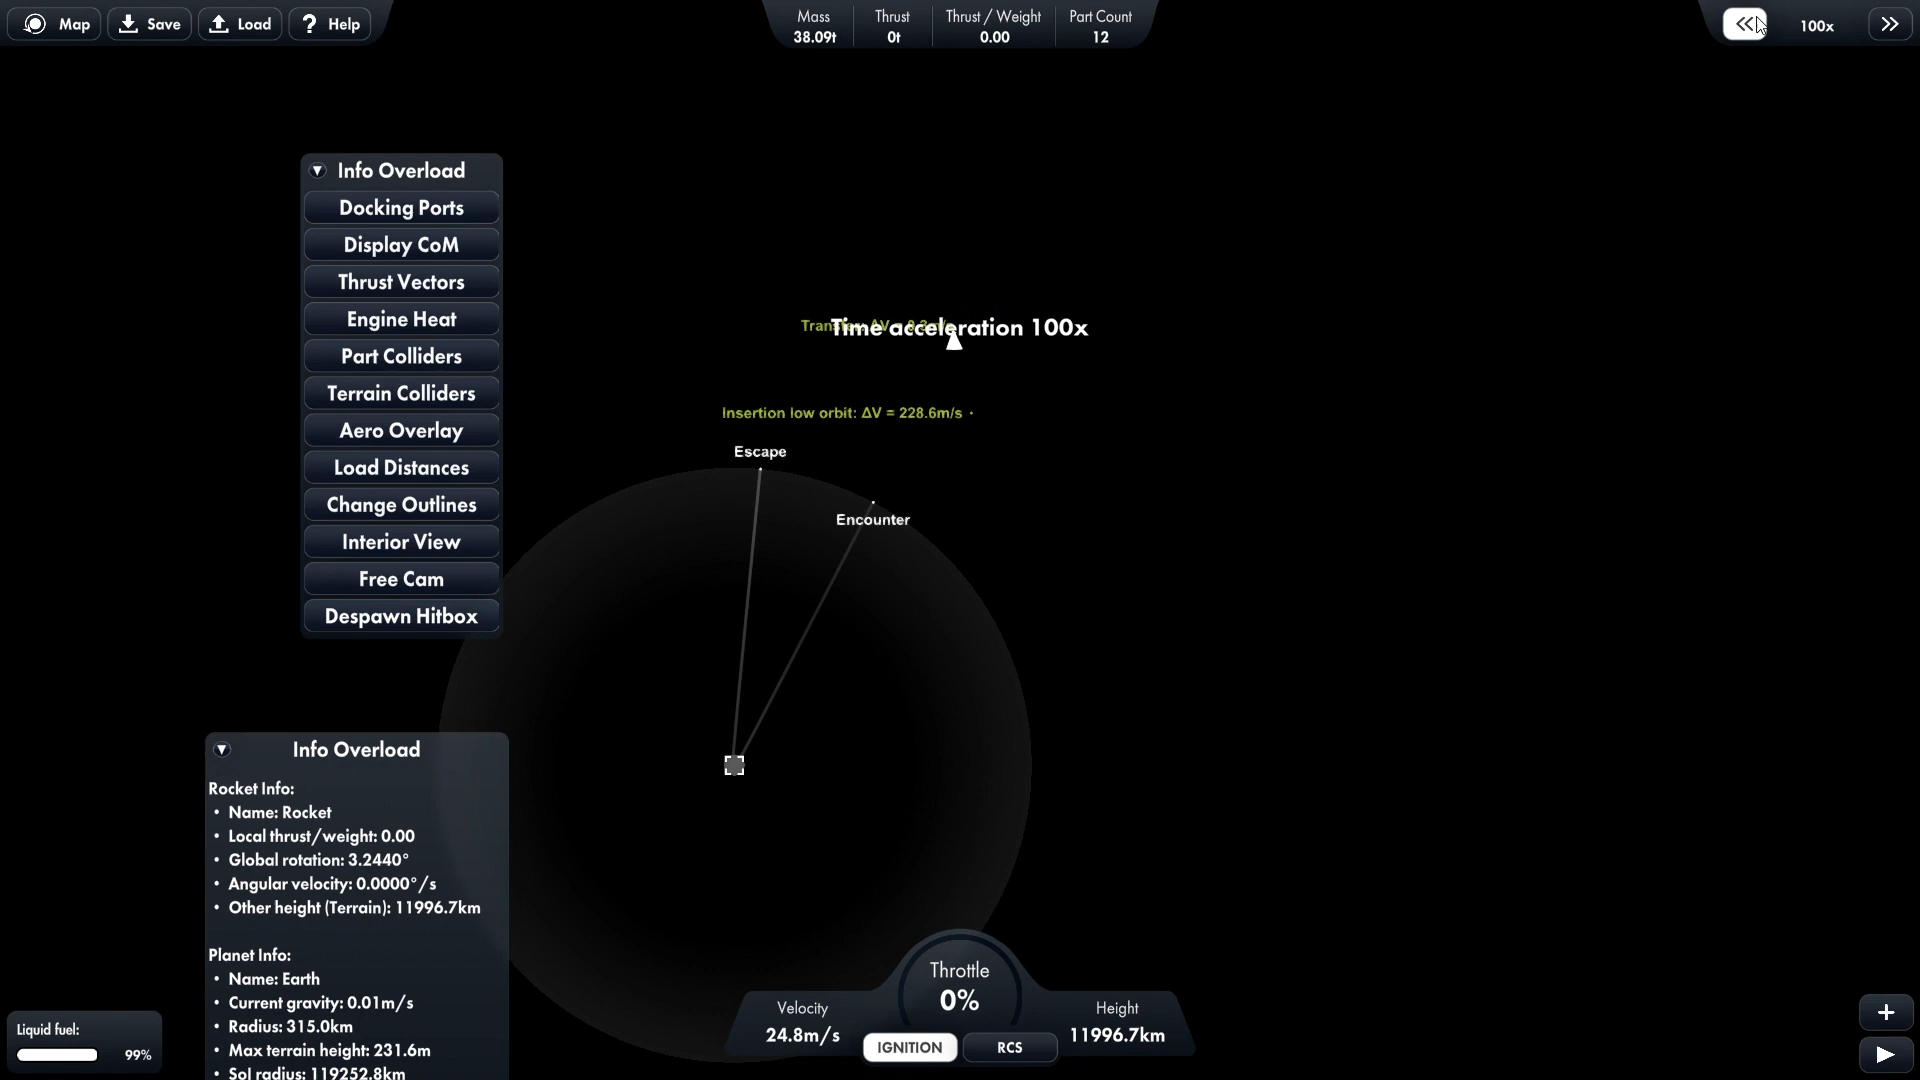 Map
Save
Load
Help
Mass
38.09t
Thrust
0t
Thrust / Weight
0.00
Part Count
12
100x
Info Overload
Docking Ports
Display CoM
Thrust Vectors
Engine Heat
Part Colliders
Terrain Colliders
Aero Overlay
Load Distances
Change Outlines
Interior View
Free Cam
Despawn Hitbox
Time acceleration 100x
Insertion low orbit: ΔV = 228.6m/s
Escape
Encounter
Info Overload
Rocket Info:
• Name: Rocket
• Local thrust/weight: 0.00
• Global rotation: 3.2440°
• Angular velocity: 0.0000°/s
• Other height (Terrain): 11996.7km
Planet Info:
• Name: Earth
• Current gravity: 0.01m/s
• Radius: 315.0km
• Max terrain height: 231.6m
• SoI radius: 119252.8km
Liquid fuel:
99%
Throttle
0%
Velocity
24.8m/s
Height
11996.7km
IGNITION
RCS